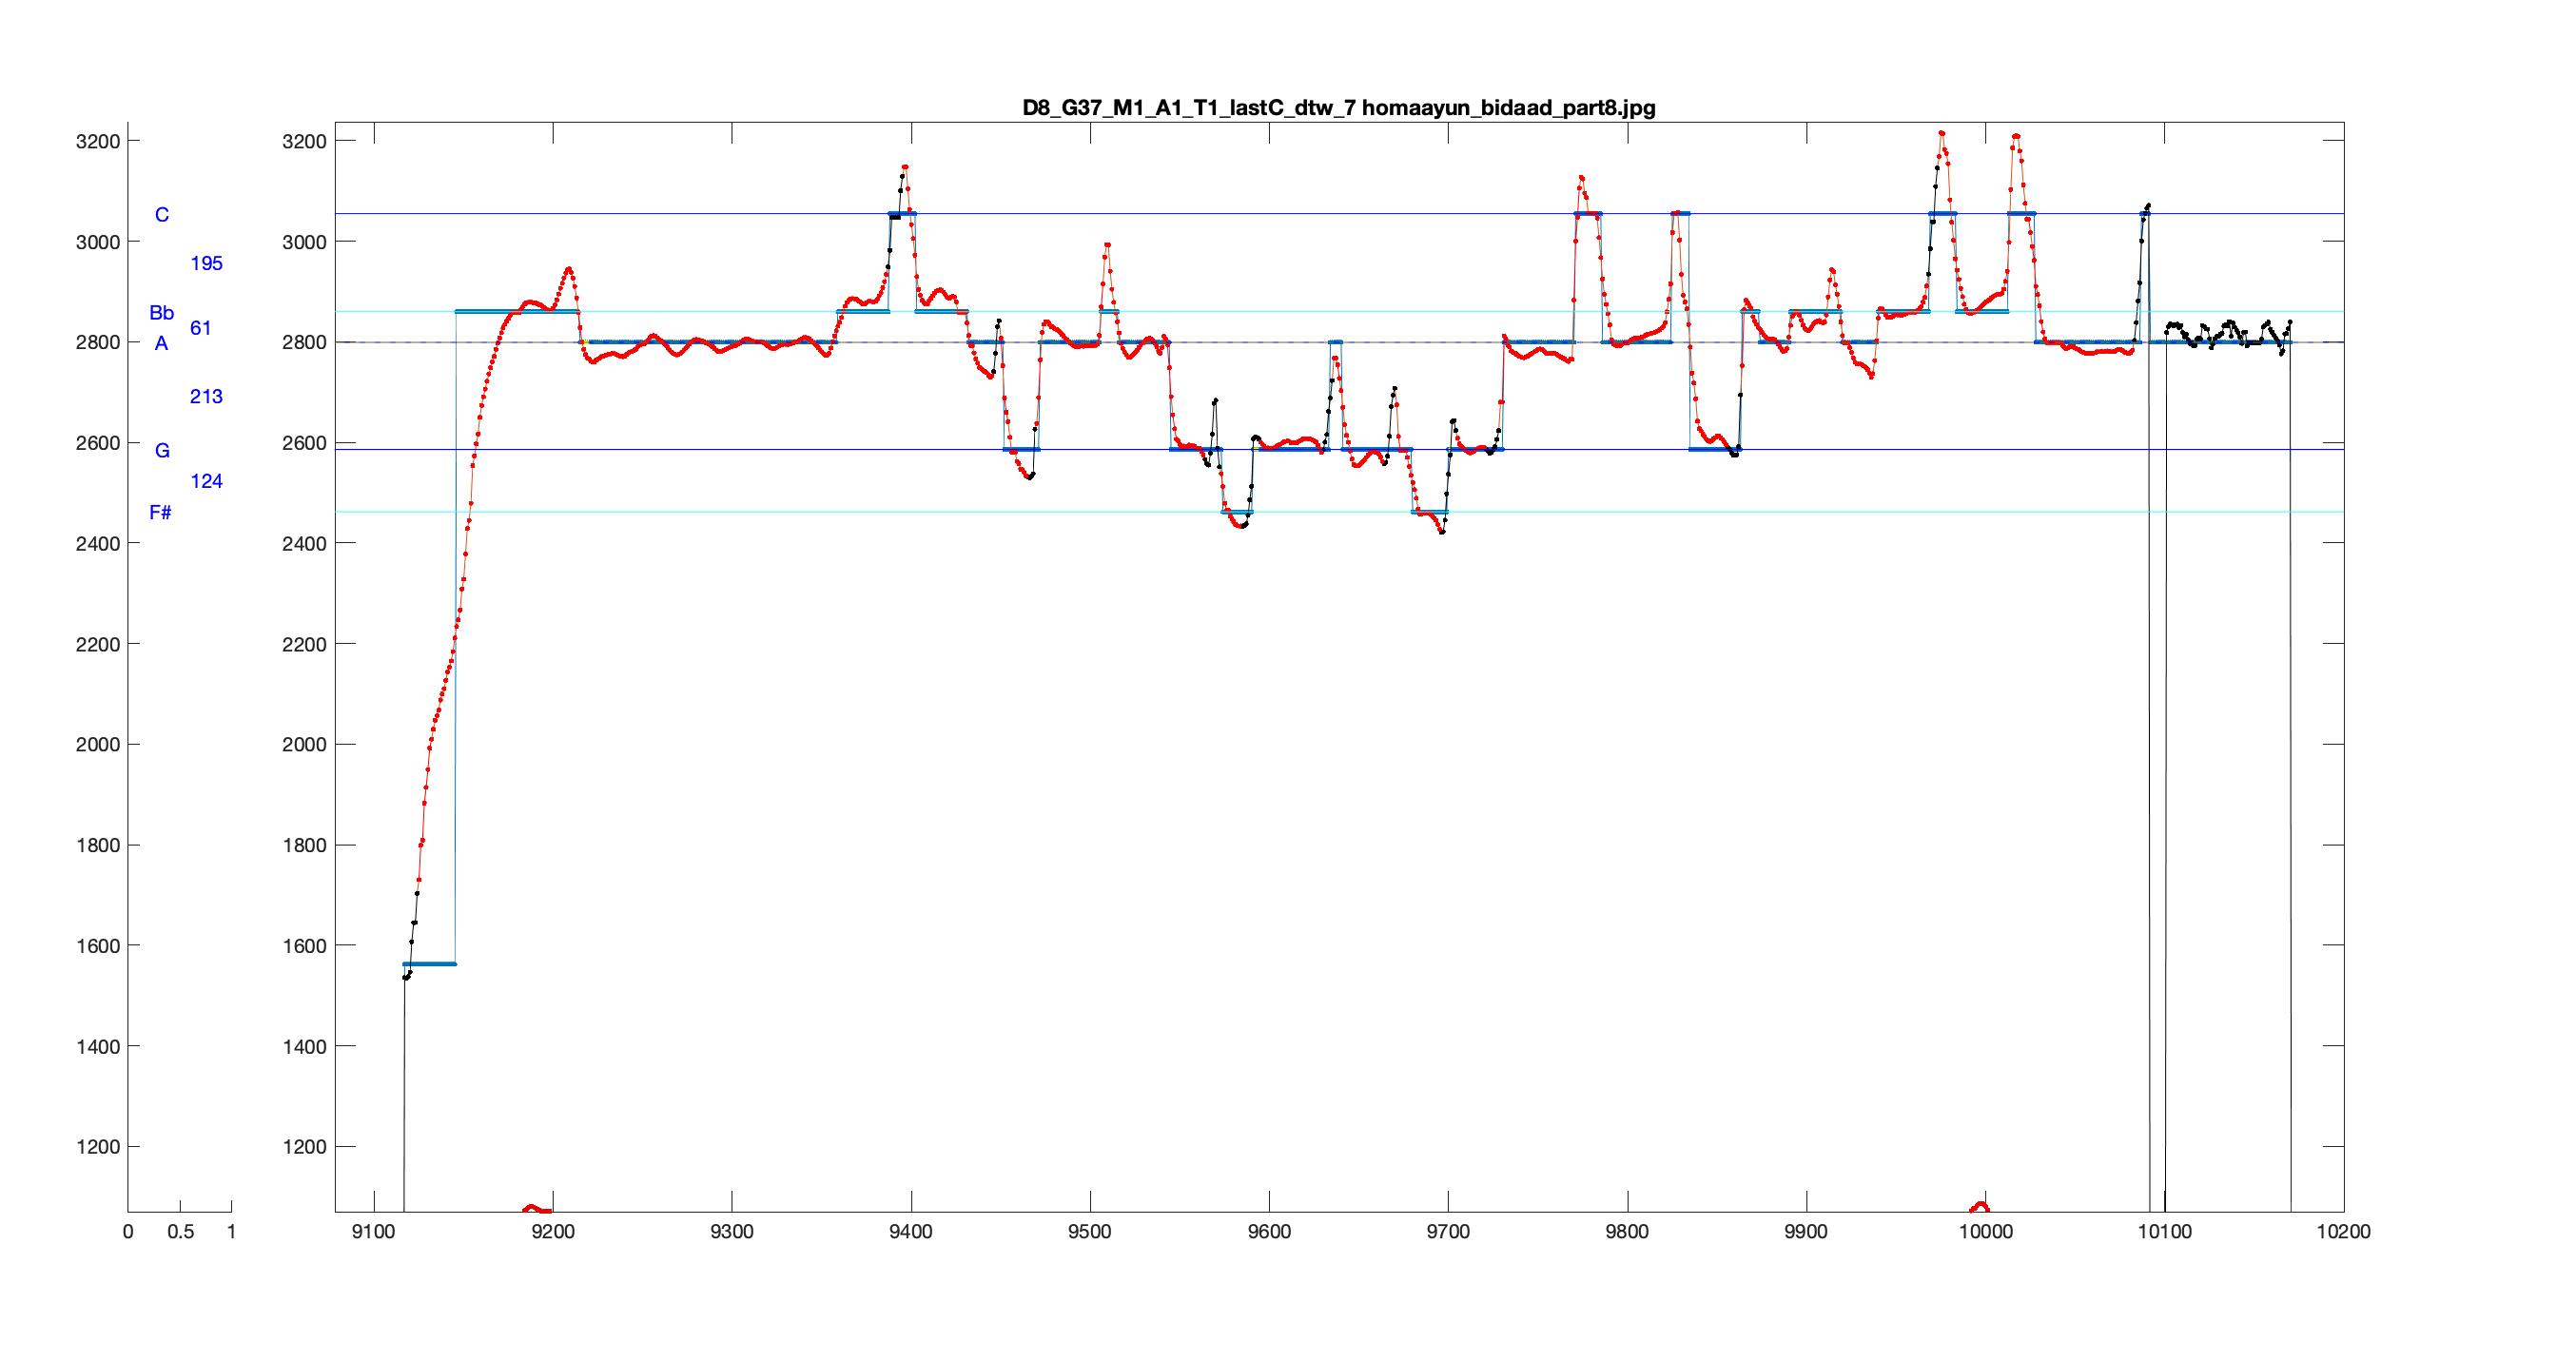 D8_G37_M1_A1_T1_lastC_dtw_7 homaayun_bidaad_part8.jpg
3200 3200
C
3000 3000
195
Bb
61
2800 A 2800
213
2600 G 2600
124
F#
2400 2400
2200 2200
2000 2000
1800 1800
1600 1600
1400 1400
1200 1200
0 0.5 1 9100 9200 9300 9400 9500 9600 9700 9800 9900 10000 10100 10200